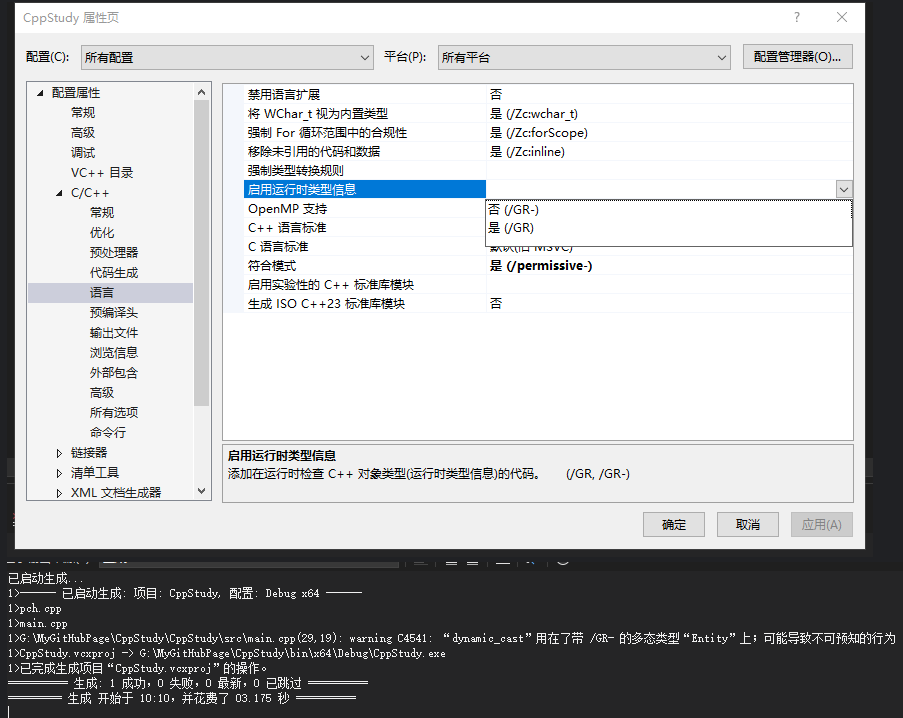 CppStudy 属性页
?
配置(C): 所有配置 平台(P): 所有平台 配置管理器(O)...
配置属性
常规
高级
调试
VC++ 目录
C/C++
常规
优化
预处理器
代码生成
语言
预编译头
输出文件
浏览信息
外部包含
高级
所有选项
命令行
链接器
清单工具
XML 文档生成器
禁用语言扩展 否
将 WChar_t 视为内置类型 是 (/Zc:wchar_t)
强制 For 循环范围中的合规性 是 (/Zc:forScope)
移除未引用的代码和数据 是 (/Zc:inline)
强制类型转换规则
启用运行时类型信息
OpenMP 支持 否 (/GR-)
C++ 语言标准 是 (/GR)
C 语言标准 默认(旧 MSVC)
符合模式 是 (/permissive-)
启用实验性的 C++ 标准库模块
生成 ISO C++23 标准库模块 否
启用运行时类型信息
添加在运行时检查 C++ 对象类型(运行时类型信息)的代码。 (/GR, /GR-)
确定 取消 应用(A)
已启动生成...
1>------ 已启动生成: 项目: CppStudy, 配置: Debug x64 ------
1>pch.cpp
1>main.cpp
1>G:\MyGitHubPage\CppStudy\CppStudy\src\main.cpp(29,19): warning C4541: “dynamic_cast”用在了带 /GR- 的多态类型“Entity”上；可能导致不可预知的行为
1>CppStudy.vcxproj -> G:\MyGitHubPage\CppStudy\bin\x64\Debug\CppStudy.exe
1>已完成生成项目“CppStudy.vcxproj”的操作。
========== 生成: 1 成功，0 失败，0 最新，0 已跳过 ==========
========== 生成 开始于 10:10，并花费了 03.175 秒 ==========